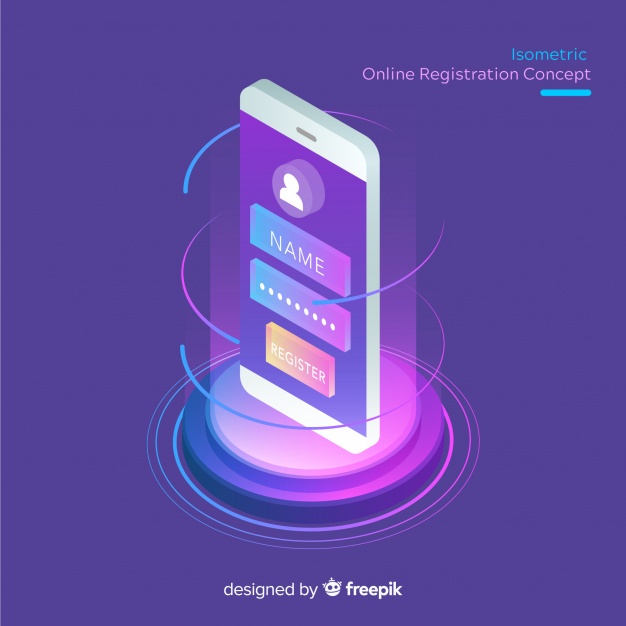 Isometric
Online Registration Concept
NAME
REGISTER
designed by freepik